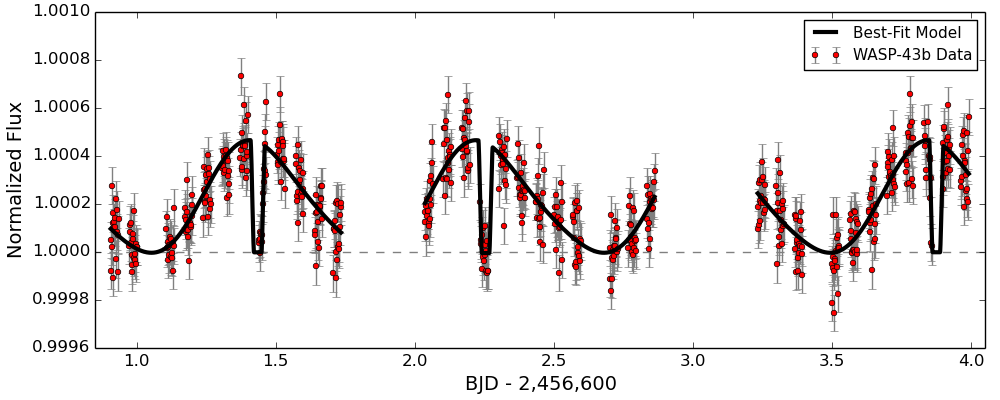 1.0010
1.0008
1.0006
1.0004
1.0002
1.0000
0.9998
0.9996
Normalized Flux
Best-Fit Model
WASP-43b Data
1.0 1.5 2.0 2.5 3.0 3.5 4.0
BJD - 2,456,600